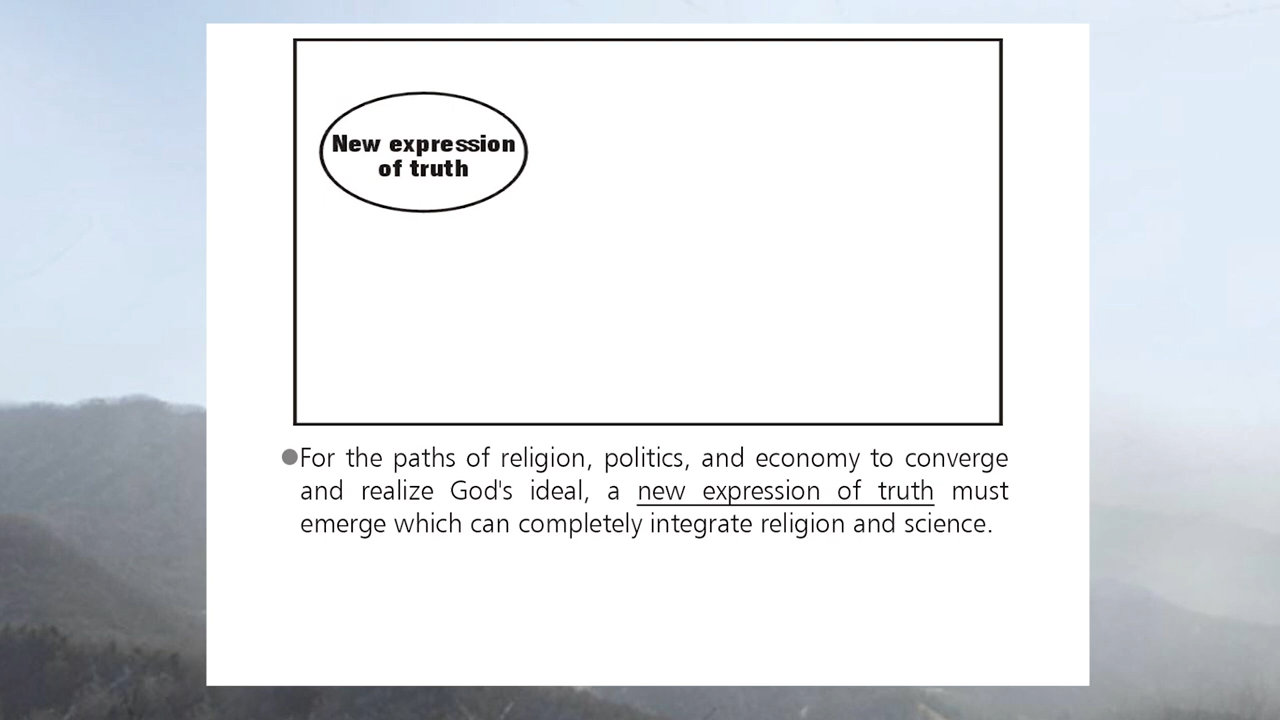 New expression
of truth
●For the paths of religion, politics, and economy to converge
and realize God's ideal, a new expression of truth must
emerge which can completely integrate religion and science.